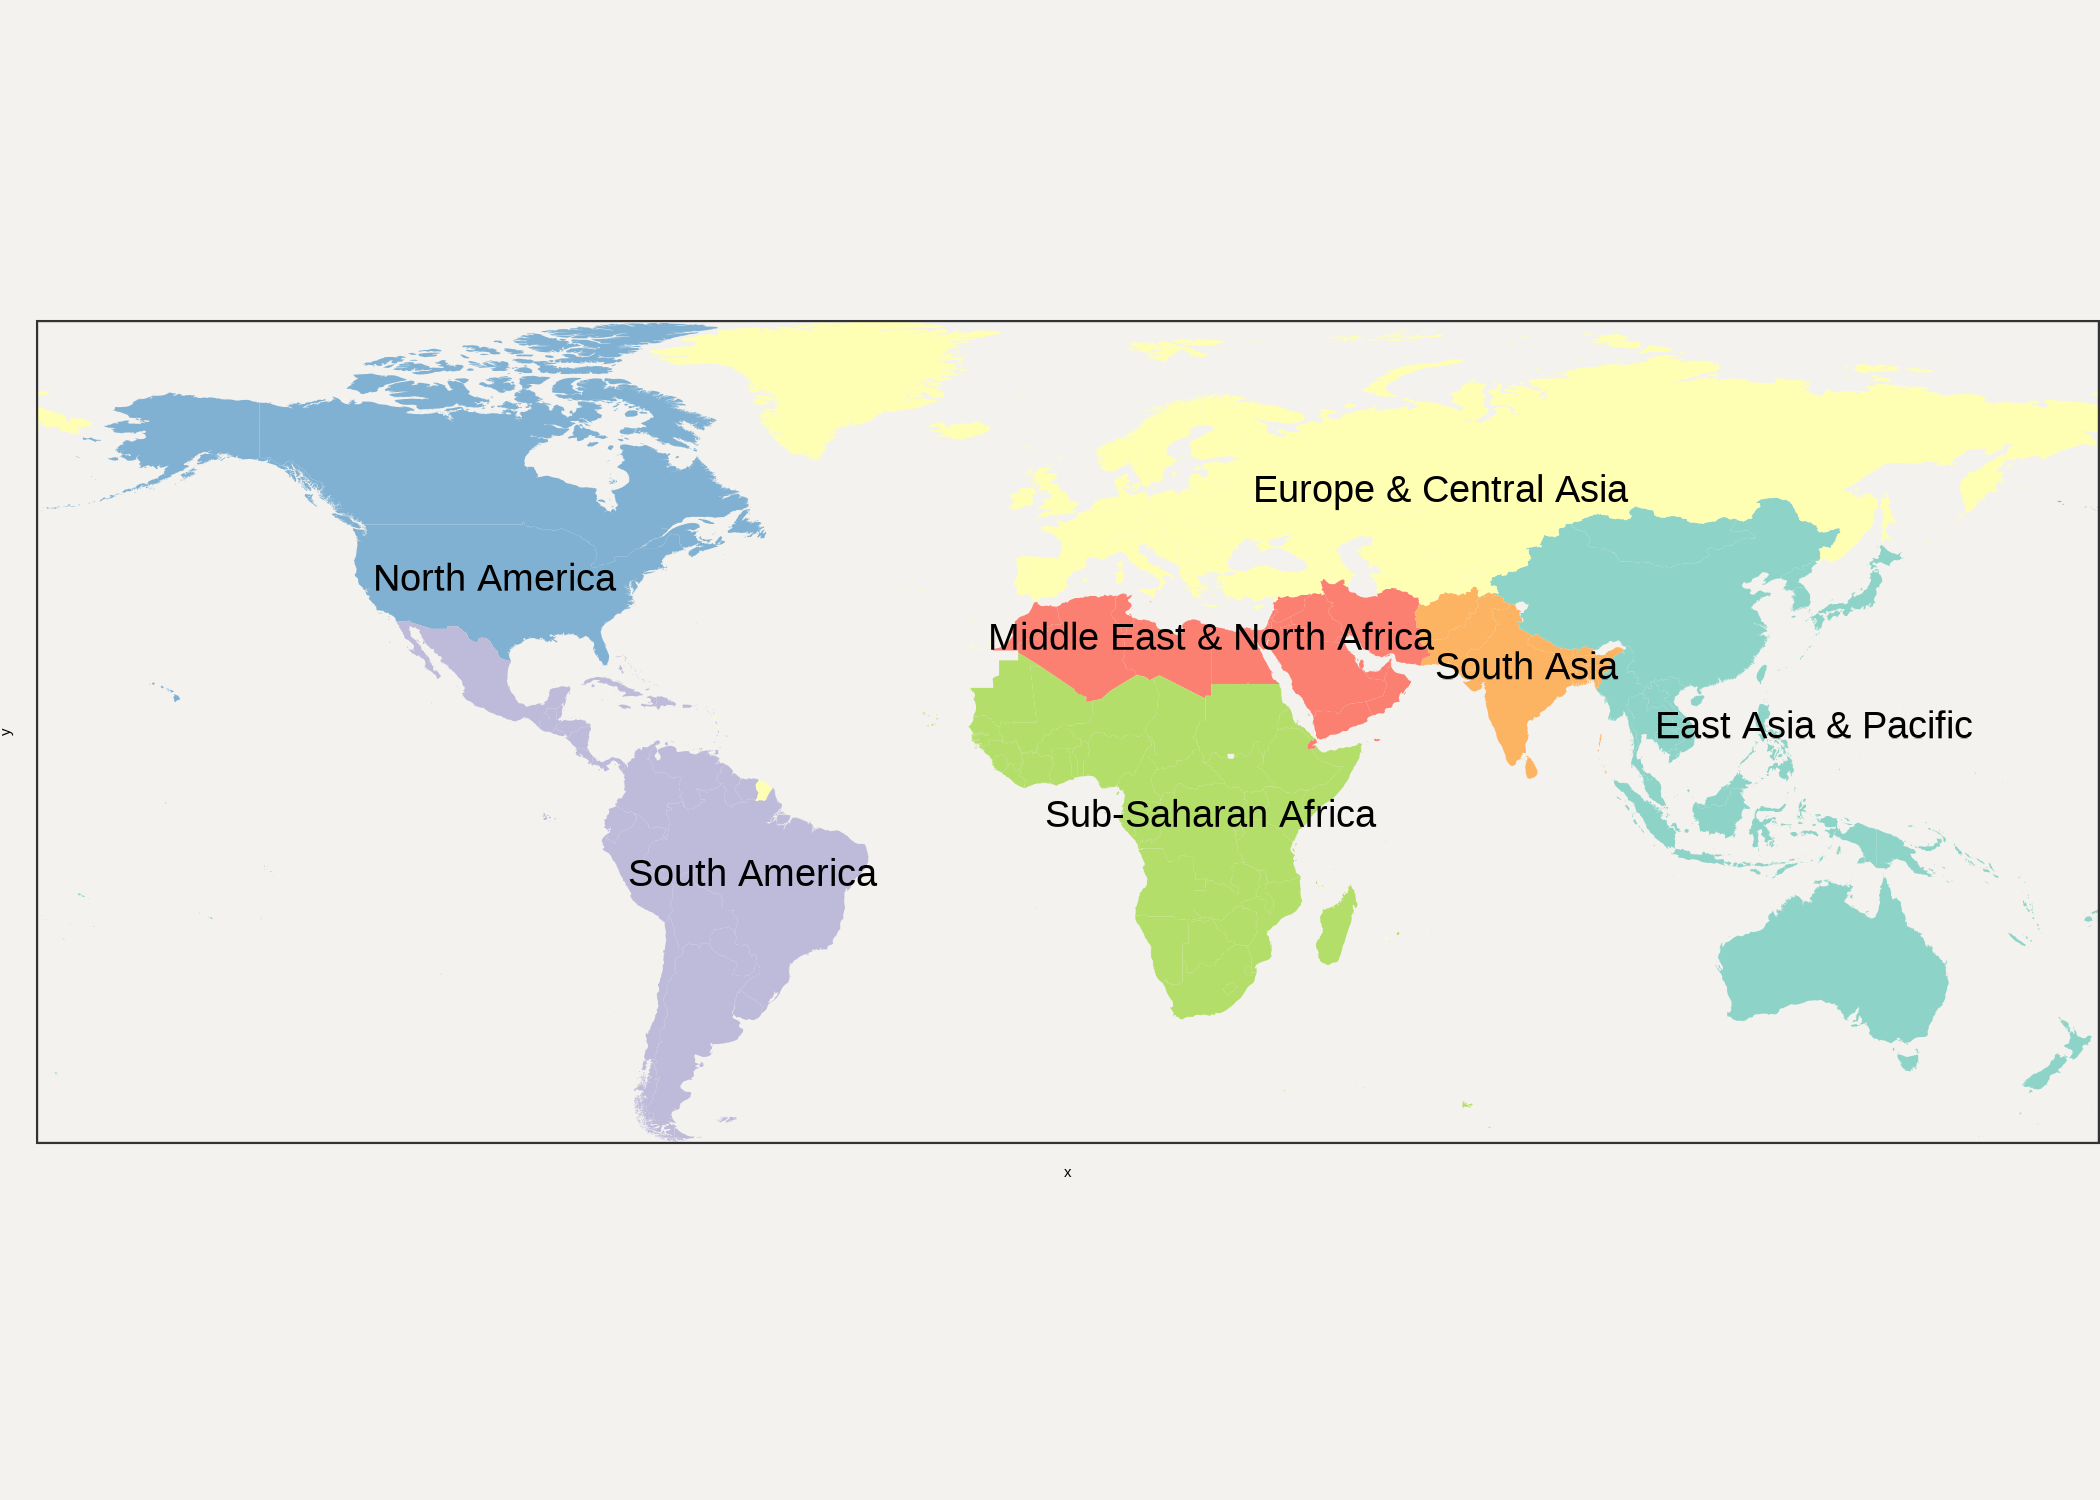 Europe & Central Asia
North America
Middle East & North Africa
South Asia
East Asia & Pacific
y
Sub-Saharan Africa
South America
x